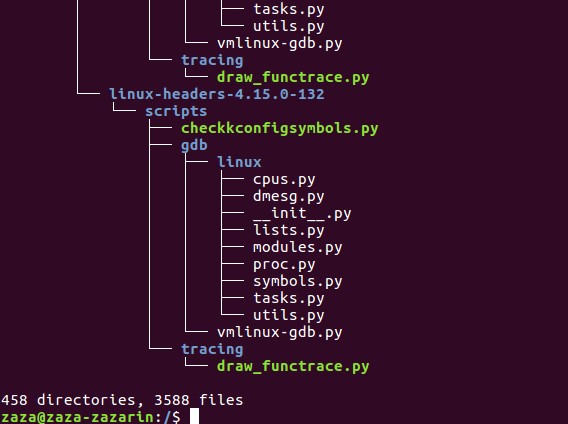 tasks.py
utils.py
vmlinux-gdb.py
tracing
draw_functrace.py
linux-headers-4.15.0-132
scripts
checkkconfigsymbols.py
gdb
linux
cpus.py
dmesg.py
__init__.py
lists.py
modules.py
proc.py
symbols.py
tasks.py
utils.py
vmlinux-gdb.py
tracing
draw_functrace.py
458 directories, 3588 files
zaza@zaza-zazarin:/$